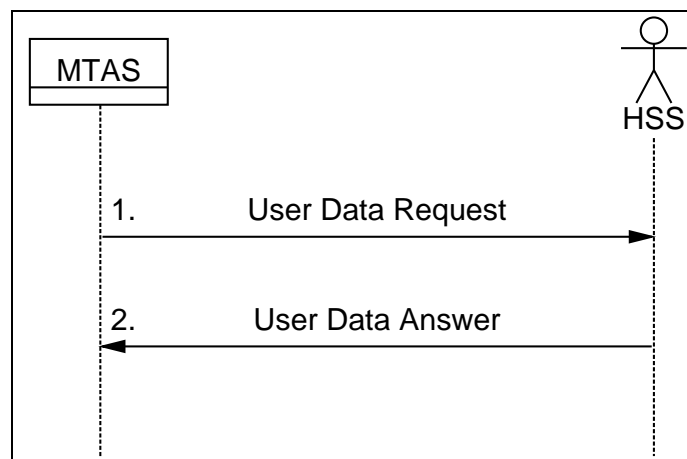 MTAS
HSS
1. User Data Request
2. User Data Answer